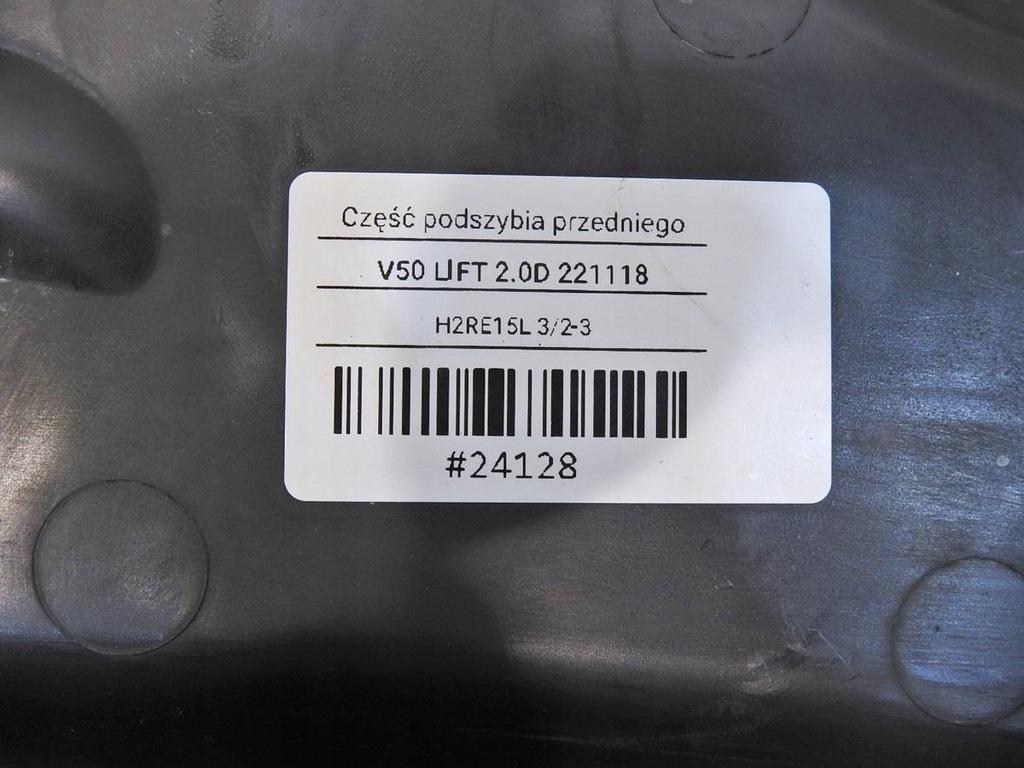 Część podszybia przedniego
V50 LIFT 2.0D 221118
H2RE15L 3/2-3
#24128